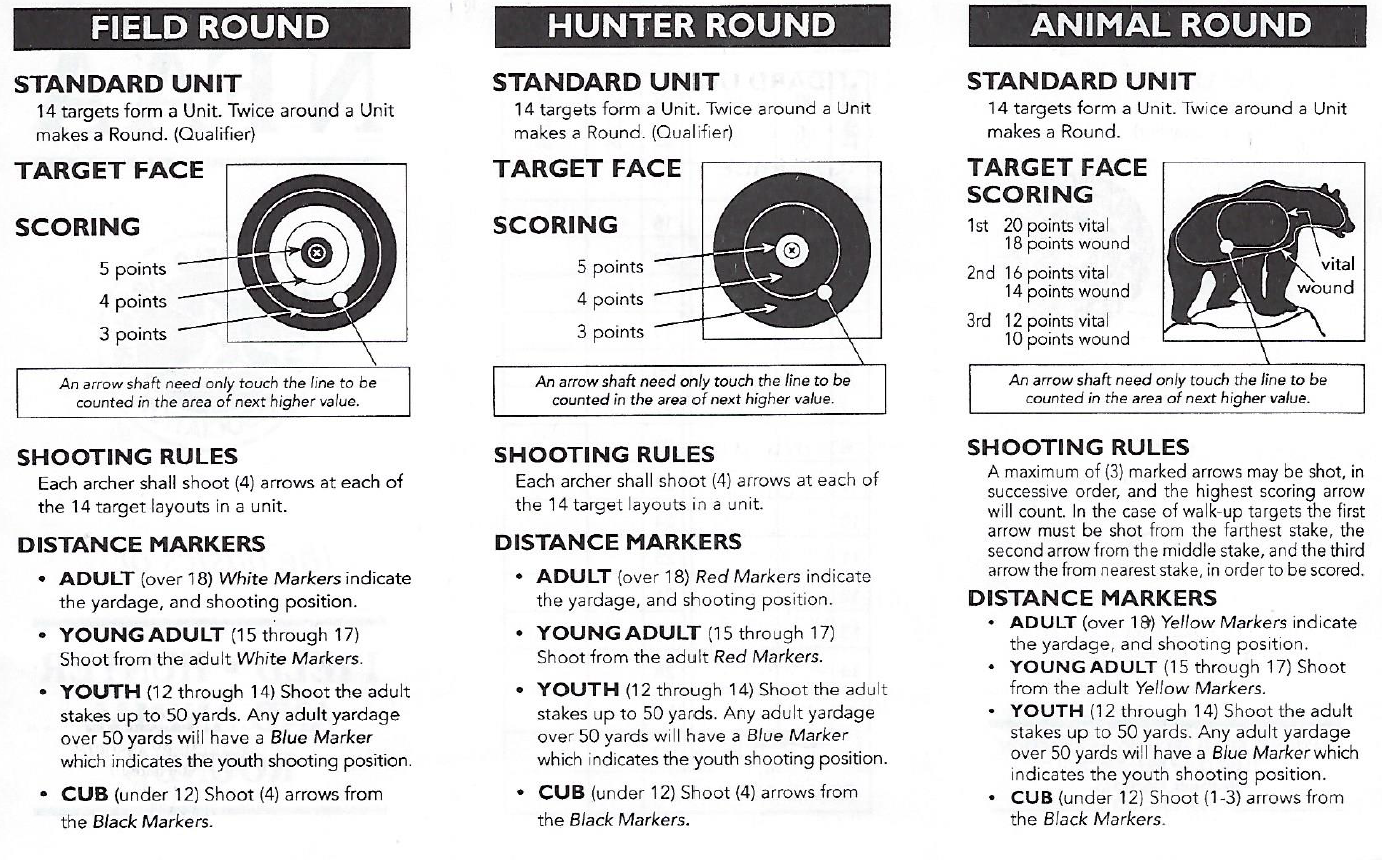 FIELD ROUND
STANDARD UNIT
14 targets form a Unit. Twice around a Unit
makes a Round. (Qualifier)
TARGET FACE
SCORING
5 points
4 points
3 points
An arrow shaft need only touch the line to be
counted in the area of next higher value.
SHOOTING RULES
Each archer shall shoot (4) arrows at each of
the 14 target layouts in a unit.
DISTANCE MARKERS
• ADULT (over 18) White Markers indicate
the yardage, and shooting position.
• YOUNG ADULT (15 through 17)
Shoot from the adult White Markers.
• YOUTH (12 through 14) Shoot the adult
stakes up to 50 yards. Any adult yardage
over 50 yards will have a Blue Marker
which indicates the youth shooting position.
• CUB (under 12) Shoot (4) arrows from
the Black Markers.
HUNTER ROUND
STANDARD UNIT
14 targets form a Unit. Twice around a Unit
makes a Round. (Qualifier)
TARGET FACE
SCORING
5 points
4 points
3 points
An arrow shaft need only touch the line to be
counted in the area of next higher value.
SHOOTING RULES
Each archer shall shoot (4) arrows at each of
the 14 target layouts in a unit.
DISTANCE MARKERS
• ADULT (over 18) Red Markers indicate
the yardage, and shooting position.
• YOUNG ADULT (15 through 17)
Shoot from the adult Red Markers.
• YOUTH (12 through 14) Shoot the adult
stakes up to 50 yards. Any adult yardage
over 50 yards will have a Blue Marker
which indicates the youth shooting position.
• CUB (under 12) Shoot (4) arrows from
the Black Markers.
ANIMAL ROUND
STANDARD UNIT
14 targets form a Unit. Twice around a Unit
makes a Round.
TARGET FACE
SCORING
1st 20 points vital
18 points wound
2nd 16 points vital
14 points wound
3rd 12 points vital
10 points wound
vital
wound
An arrow shaft need only touch the line to be
counted in the area of next higher value.
SHOOTING RULES
A maximum of (3) marked arrows may be shot, in
successive order, and the highest scoring arrow
will count. In the case of walk-up targets the first
arrow must be shot from the farthest stake, the
second arrow from the middle stake, and the third
arrow the from nearest stake, in order to be scored.
DISTANCE MARKERS
• ADULT (over 18) Yellow Markers indicate
the yardage, and shooting position.
• YOUNG ADULT (15 through 17) Shoot
from the adult Yellow Markers.
• YOUTH (12 through 14) Shoot the adult
stakes up to 50 yards. Any adult yardage
over 50 yards will have a Blue Marker which
indicates the youth shooting position.
• CUB (under 12) Shoot (1-3) arrows from
the Black Markers.